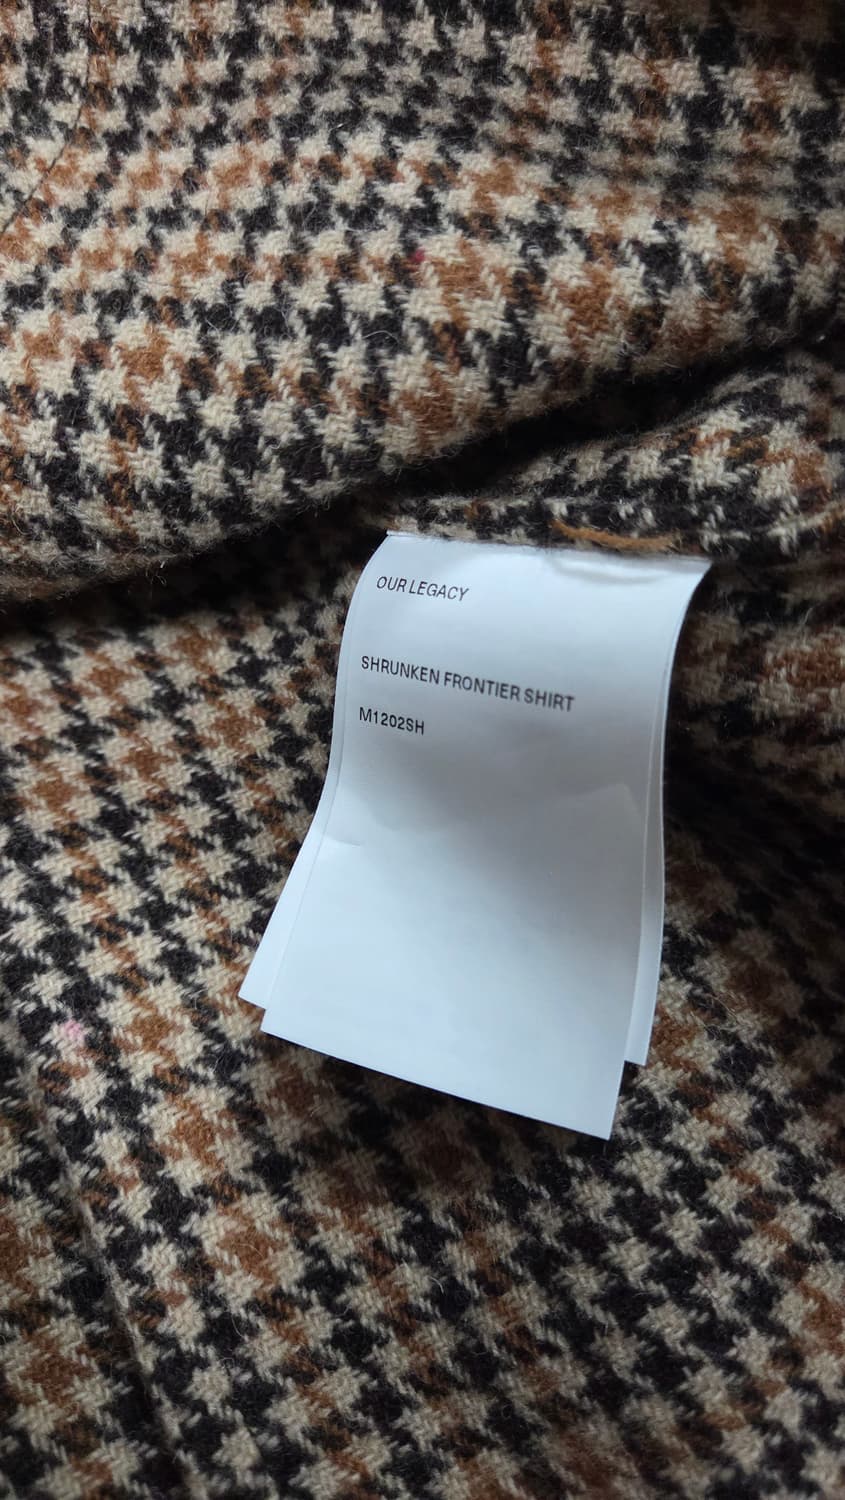 OUR LEGACY
SHRUNKEN FRONTIER SHIRT
M1202SH